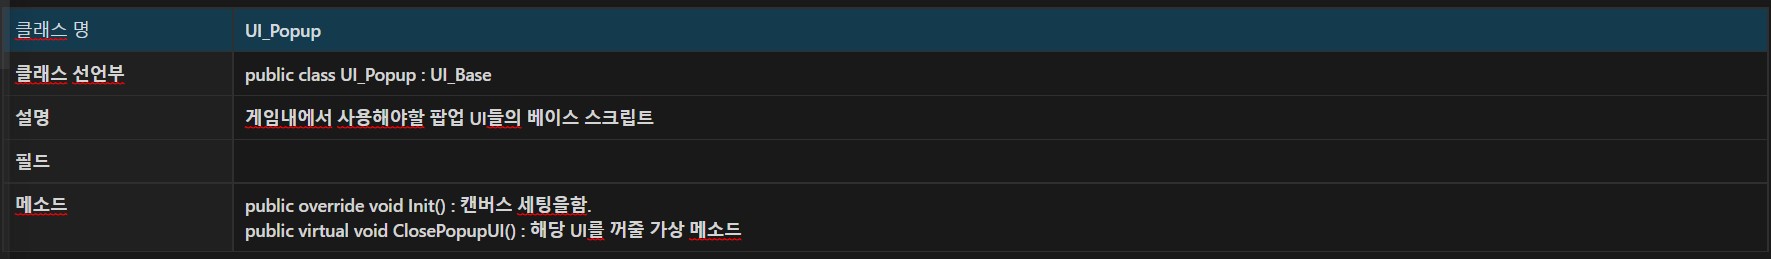 클래스 명 UI_Popup
클래스 선언부 public class UI_Popup : UI_Base
설명 게임내에서 사용해야할 팝업 UI들의 베이스 스크립트
필드
메소드 public override void Init() : 캔버스 세팅을함.
public virtual void ClosePopupUI() : 해당 UI를 꺼줄 가상 메소드